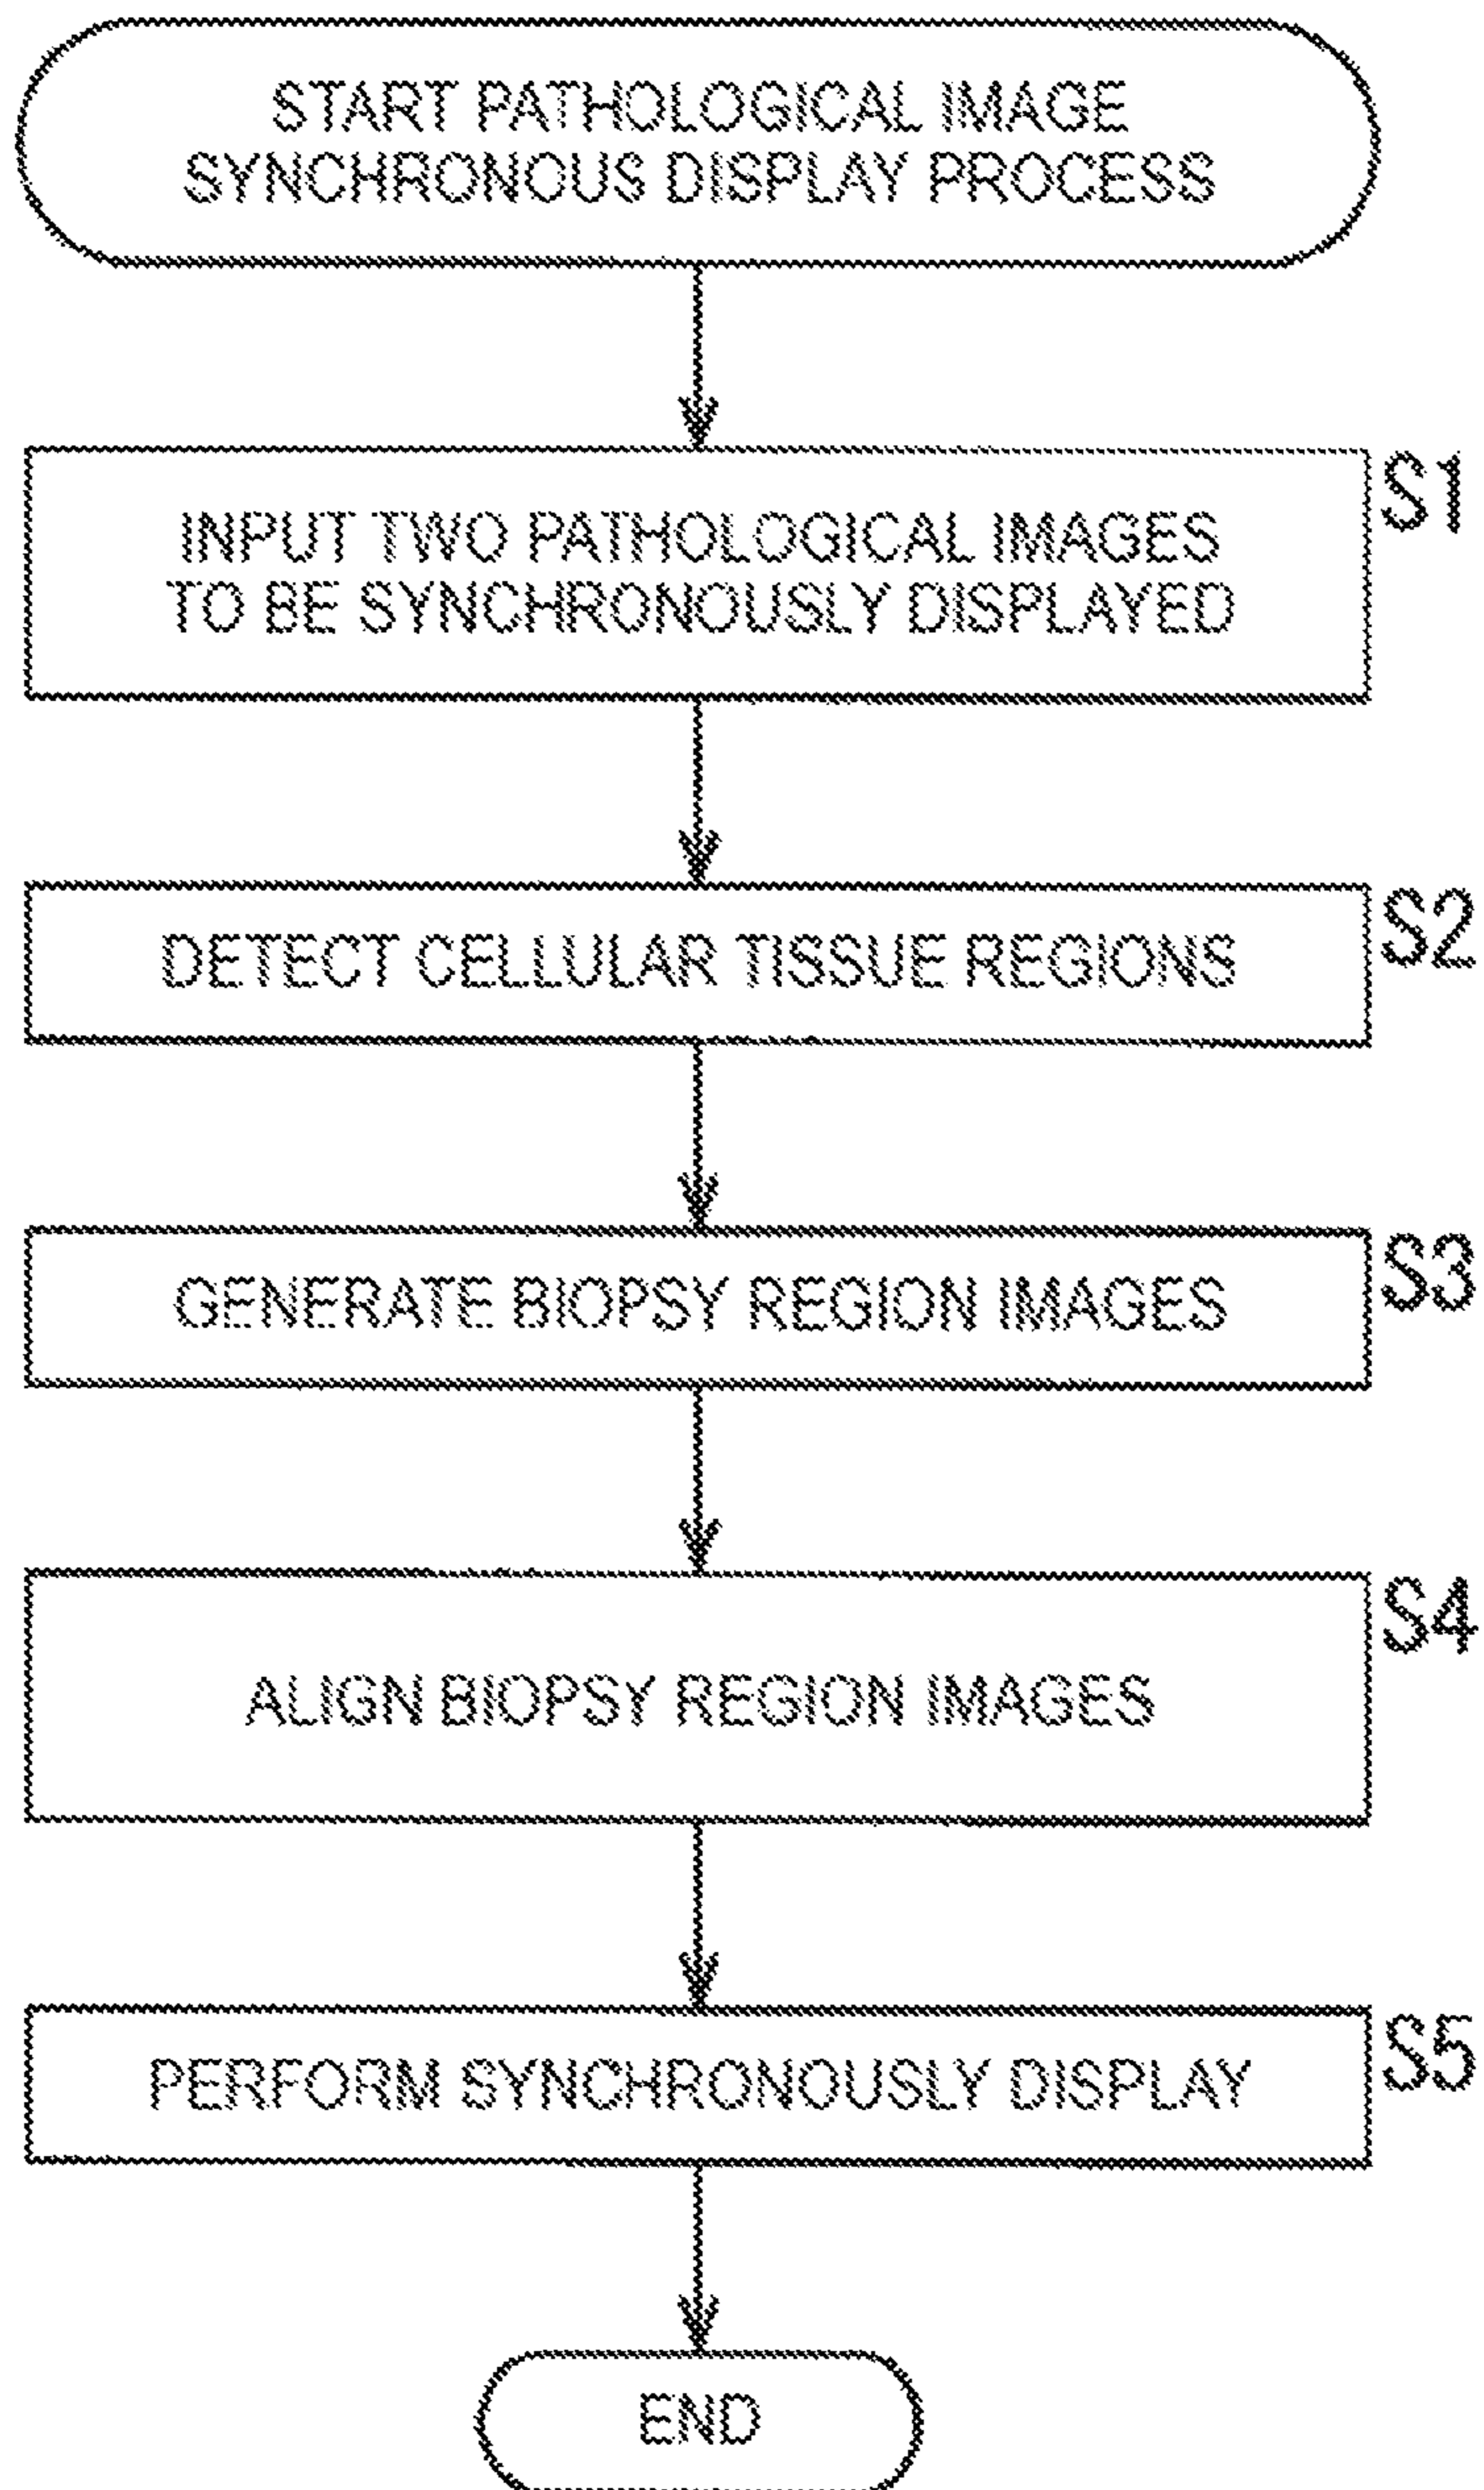 START PATHOLOGICAL IMAGE
SYNCHRONOUS DISPLAY PROCESS
S1
INPUT TWO PATHOLOGICAL IMAGES
TO BE SYNCHRONOUSLY DISPLAYED
S2
DETECT CELLULAR TISSUE REGIONS
S3
GENERATE BIOPSY REGION IMAGES
S4
ALIGN BIOPSY REGION IMAGES
S5
PERFORM SYNCHRONOUSLY DISPLAY
END